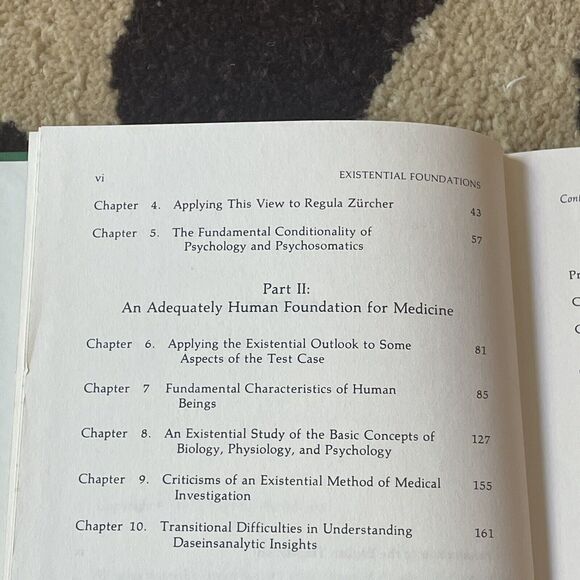 vi EXISTENTIAL FOUNDATIONS
Chapter 4. Applying This View to Regula Zürcher 43
Chapter 5. The Fundamental Conditionality of
Psychology and Psychosomatics 57
Part II:
An Adequately Human Foundation for Medicine
Chapter 6. Applying the Existential Outlook to Some
Aspects of the Test Case 81
Chapter 7 Fundamental Characteristics of Human
Beings 85
Chapter 8. An Existential Study of the Basic Concepts of
Biology, Physiology, and Psychology 127
Chapter 9. Criticisms of an Existential Method of Medical
Investigation 155
Chapter 10. Transitional Difficulties in Understanding
Daseinsanalytic Insights 161